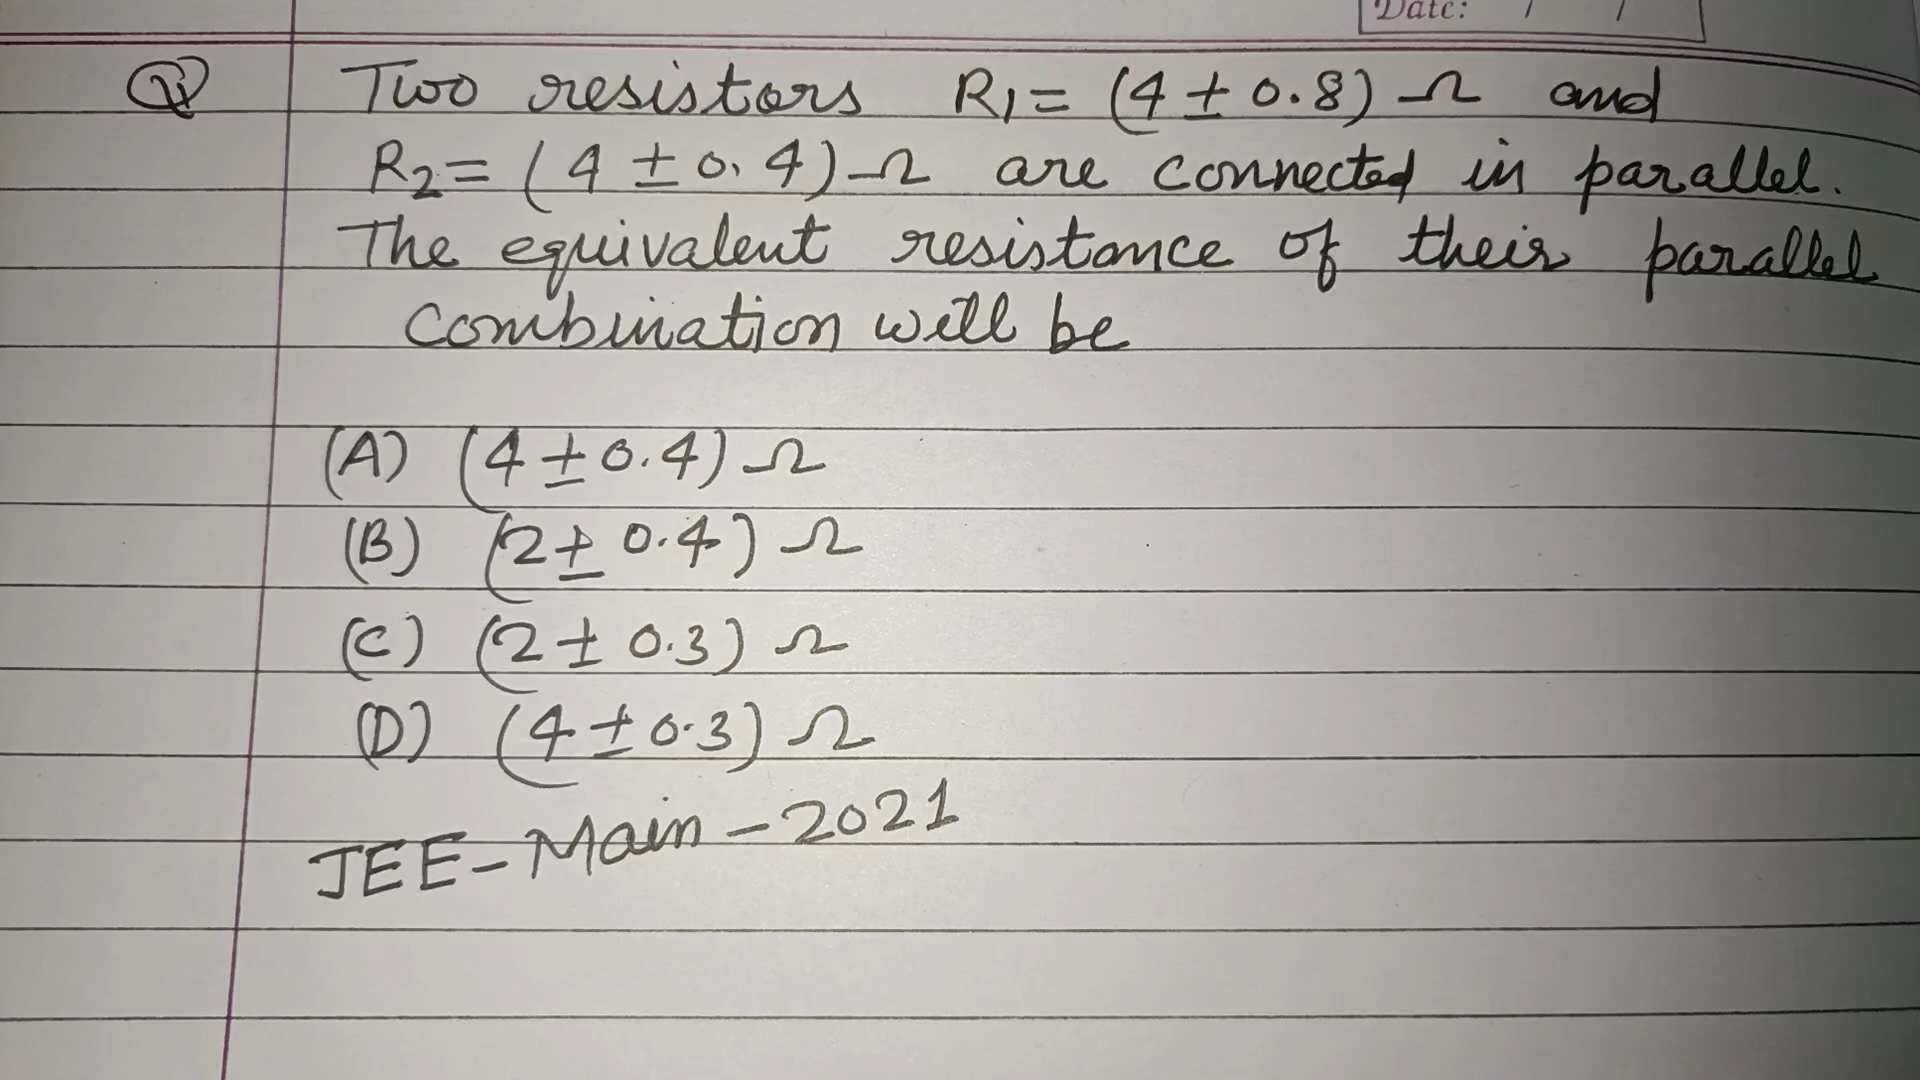 Date: / /
Q Two resistors R1 = (4 ± 0.8) Ω and
R2 = (4 ± 0.4) Ω are connected in parallel.
The equivalent resistance of their parallel
combination will be
(A) (4 ± 0.4) Ω
(B) (2 ± 0.4) Ω
(C) (2 ± 0.3) Ω
(D) (4 ± 0.3) Ω
JEE-Main-2021